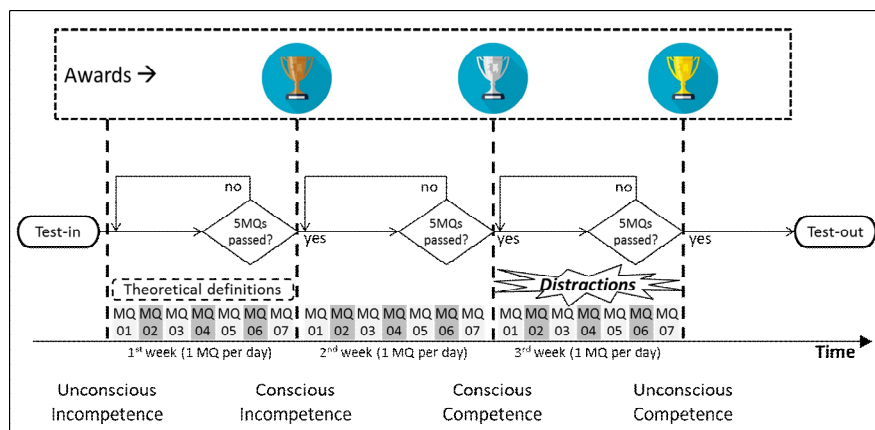 Awards →
no
no
no
Test-in
5MQs
passed?
yes
5MQs
passed?
yes
5MQs
passed?
yes
Test-out
Theoretical definitions
Distractions
MQ MQ MQ MQ MQ MQ MQ MQ MQ MQ MQ MQ MQ MQ MQ MQ MQ MQ MQ MQ MQ
01 02 03 04 05 06 07 01 02 03 04 05 06 07 01 02 03 04 05 06 07
1st week (1 MQ per day) 2nd week (1 MQ per day) 3rd week (1 MQ per day) Time
Unconscious Conscious Conscious Unconscious
Incompetence Incompetence Competence Competence